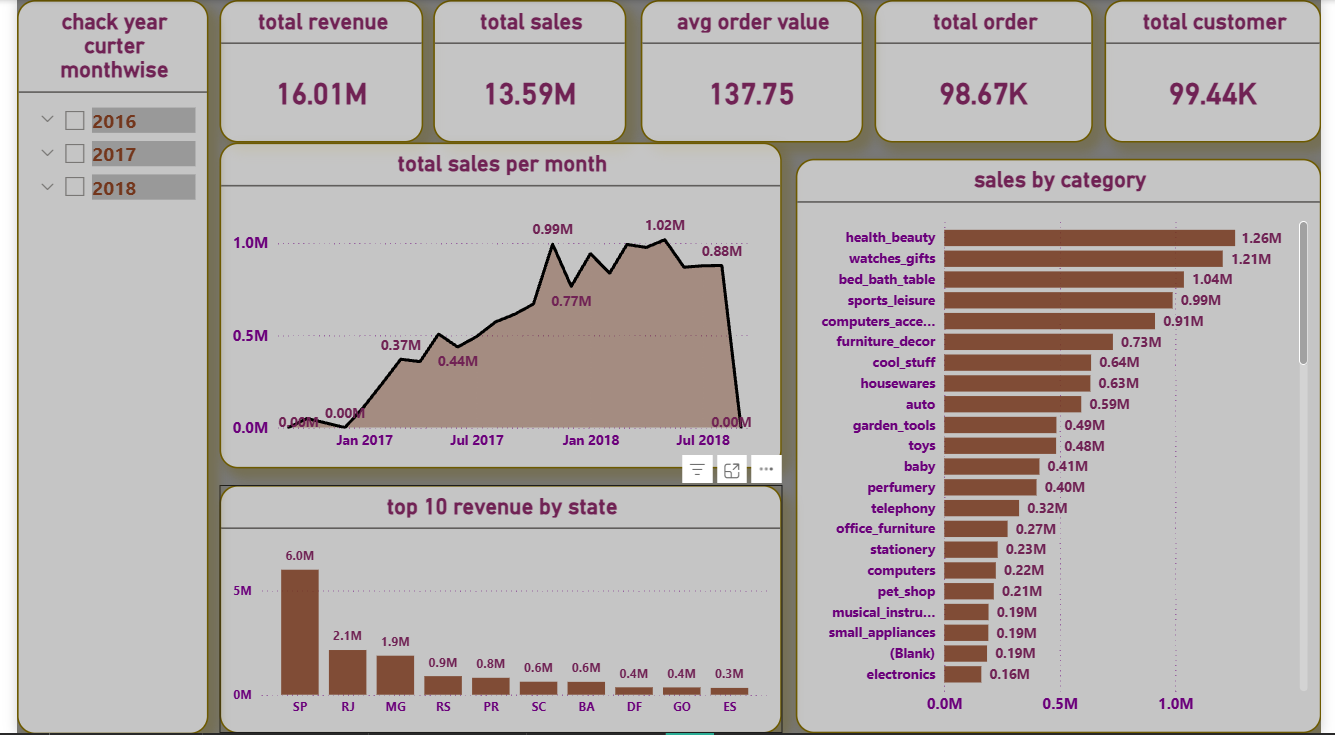 chack year
curter
monthwise
2016
2017
2018
total revenue
16.01M
total sales
13.59M
avg order value
137.75
total order
98.67K
total customer
99.44K
total sales per month
1.0M
0.5M
0.0M
0.00M
0.00M
0.37M
0.44M
0.99M
0.77M
1.02M
0.88M
0.00M
Jan 2017
Jul 2017
Jan 2018
Jul 2018
top 10 revenue by state
5M
0M
6.0M
2.1M
1.9M
0.9M
0.8M
0.6M
0.6M
0.4M
0.4M
0.3M
SP
RJ
MG
RS
PR
SC
BA
DF
GO
ES
sales by category
health_beauty 1.26M
watches_gifts 1.21M
bed_bath_table 1.04M
sports_leisure 0.99M
computers_acce... 0.91M
furniture_decor 0.73M
cool_stuff 0.64M
housewares 0.63M
auto 0.59M
garden_tools 0.49M
toys 0.48M
baby 0.41M
perfumery 0.40M
telephony 0.32M
office_furniture 0.27M
stationery 0.23M
computers 0.22M
pet_shop 0.21M
musical_instru... 0.19M
small_appliances 0.19M
(Blank) 0.19M
electronics 0.16M
0.0M
0.5M
1.0M